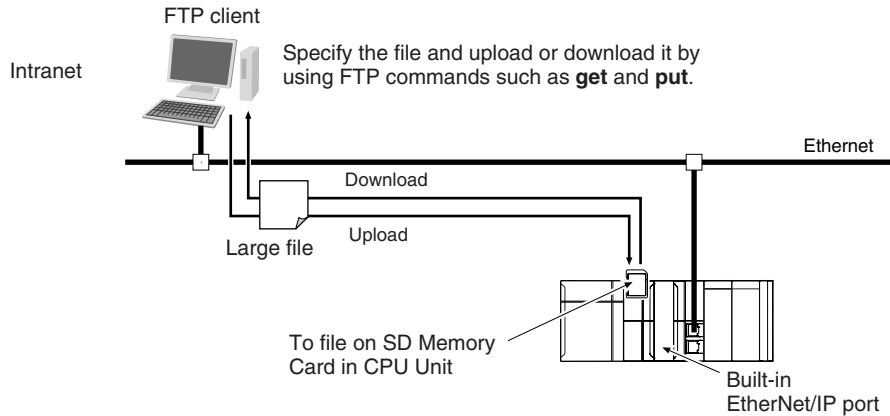 FTP client
Intranet
Specify the file and upload or download it by
using FTP commands such as get and put.
Ethernet
Download
Upload
Large file
To file on SD Memory
Card in CPU Unit
Built-in
EtherNet/IP port